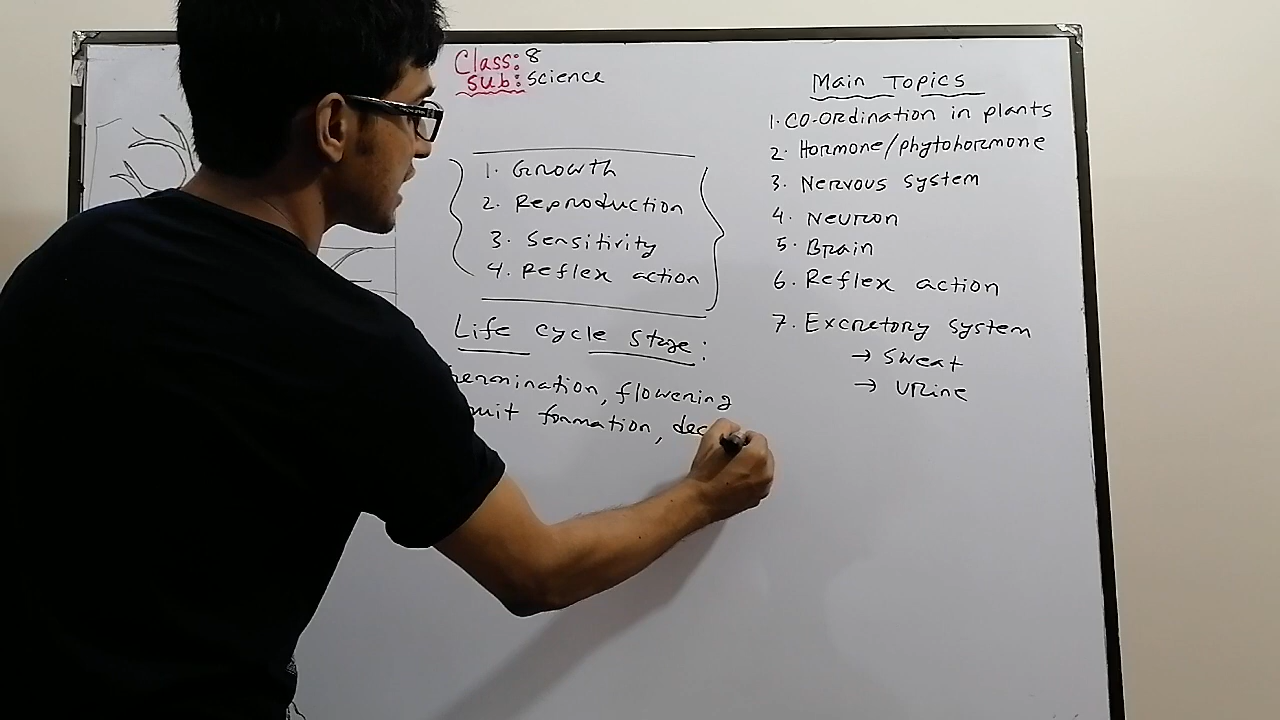 Class: 8
Sub: Science
1. Growth
2. Reproduction
3. Sensitivity
4. Reflex action
Life cycle stage:
germination, flowering
formation,
Main Topics
1. CO-ORdination in plants
2. Hormone/phytohormone
3. Nervous system
4. Neuron
5. Brain
6. Reflex action
7. Excretory system
→ Sweat
→ URine